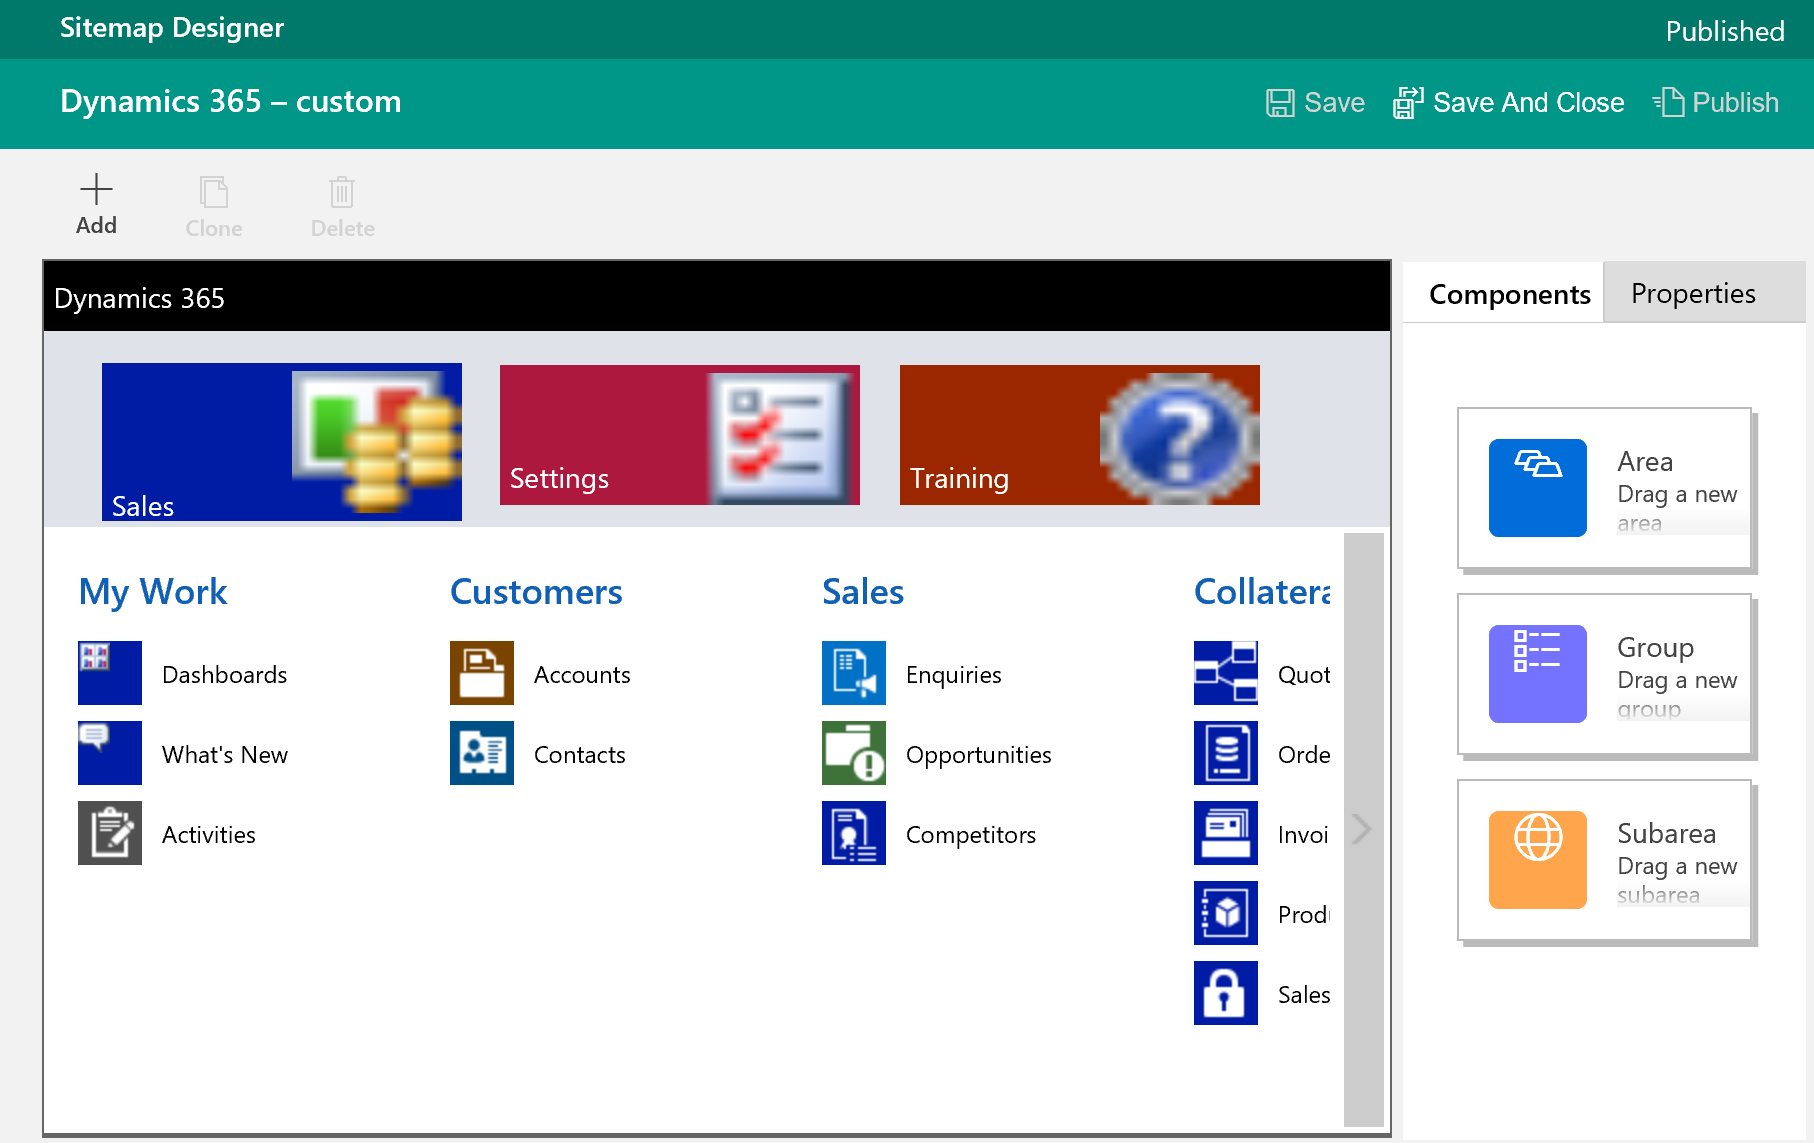 Sitemap Designer
Published
Dynamics 365 – custom
Save
Save And Close
Publish
Add
Clone
Delete
Dynamics 365
Components
Properties
Sales
Settings
Training
My Work
Dashboards
What's New
Activities
Customers
Accounts
Contacts
Sales
Enquiries
Opportunities
Competitors
Collatera
Quot
Orde
Invoi
Prod
Sales
Area
Drag a new
area
Group
Drag a new
group
Subarea
Drag a new
subarea